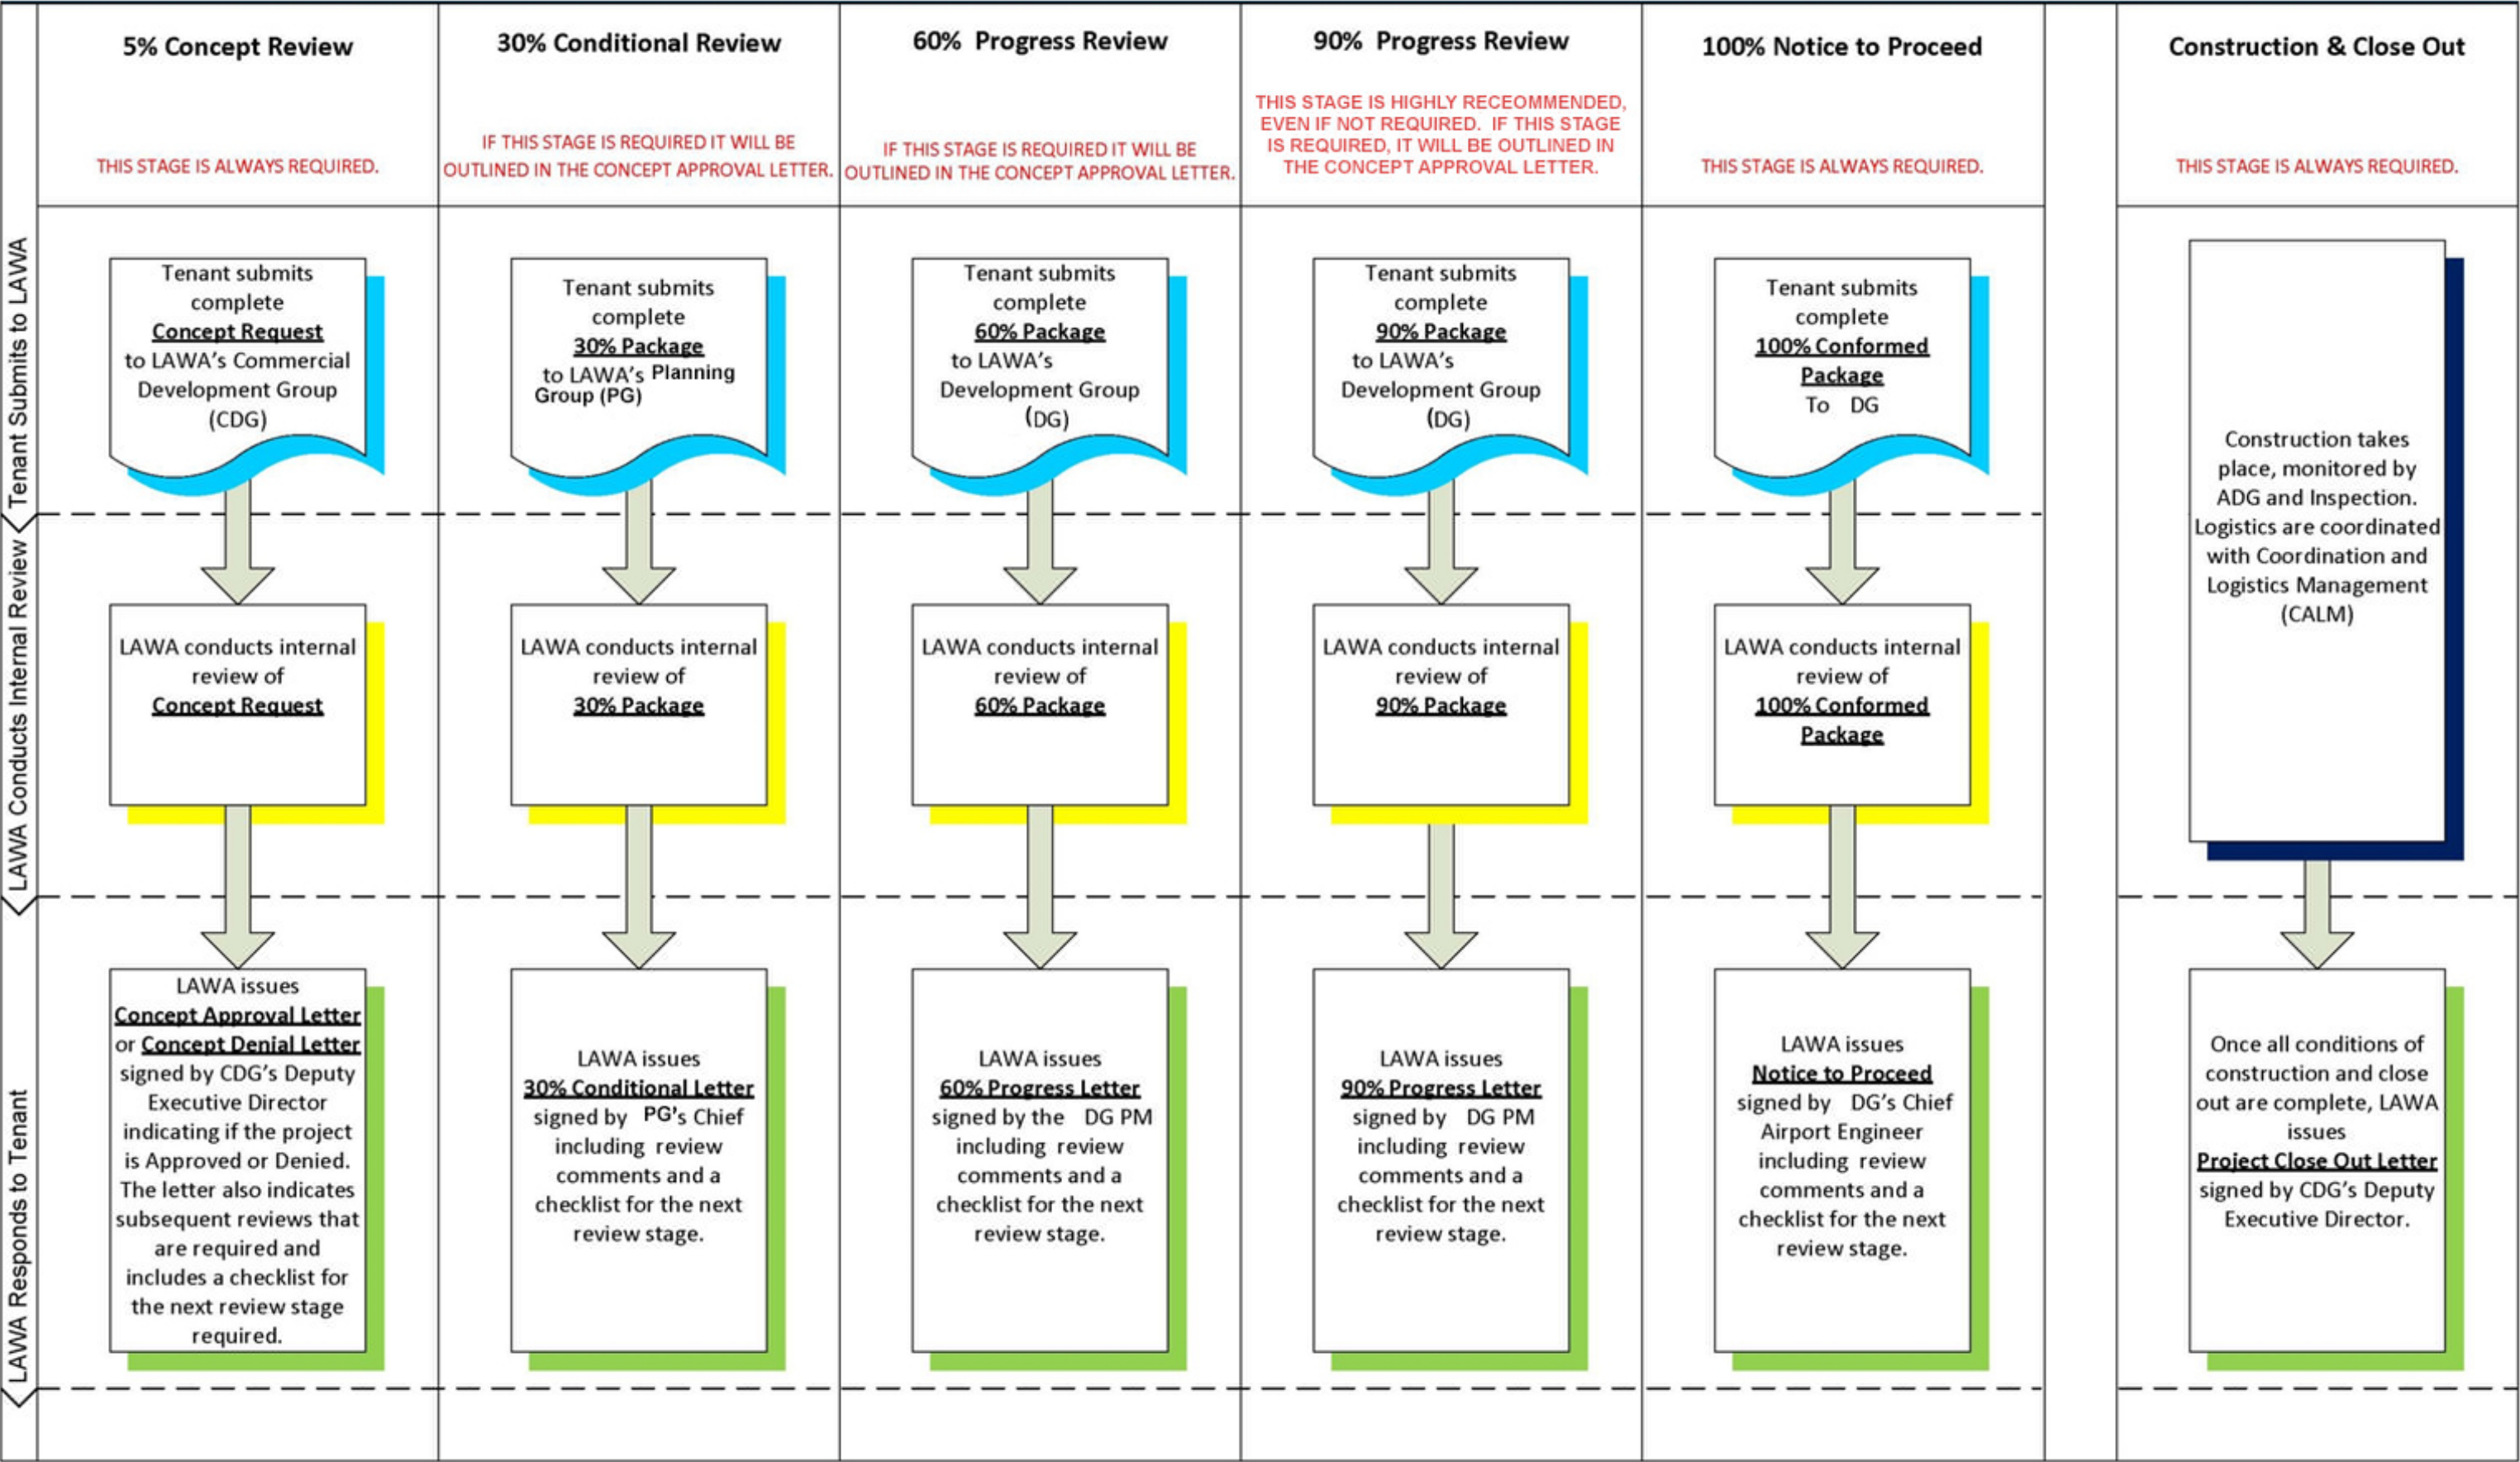 5% Concept Review
THIS STAGE IS ALWAYS REQUIRED.
30% Conditional Review
IF THIS STAGE IS REQUIRED IT WILL BE
OUTLINED IN THE CONCEPT APPROVAL LETTER.
60% Progress Review
IF THIS STAGE IS REQUIRED IT WILL BE
OUTLINED IN THE CONCEPT APPROVAL LETTER.
90% Progress Review
THIS STAGE IS HIGHLY RECEOMMENDED,
EVEN IF NOT REQUIRED. IF THIS STAGE
IS REQUIRED, IT WILL BE OUTLINED IN
THE CONCEPT APPROVAL LETTER.
100% Notice to Proceed
THIS STAGE IS ALWAYS REQUIRED.
Construction & Close Out
THIS STAGE IS ALWAYS REQUIRED.
Tenant Submits to LAWA
Tenant submits
complete
Concept Request
to LAWA's Commercial
Development Group
(CDG)
Tenant submits
complete
30% Package
to LAWA's Planning
Group (PG)
Tenant submits
complete
60% Package
to LAWA's
Development Group
(DG)
Tenant submits
complete
90% Package
to LAWA's
Development Group
(DG)
Tenant submits
complete
100% Conformed
Package
To DG
Construction takes
place, monitored by
ADG and Inspection.
Logistics are coordinated
with Coordination and
Logistics Management
(CALM)
LAWA Conducts Internal Review
LAWA conducts internal
review of
Concept Request
LAWA conducts internal
review of
30% Package
LAWA conducts internal
review of
60% Package
LAWA conducts internal
review of
90% Package
LAWA conducts internal
review of
100% Conformed
Package
LAWA Responds to Tenant
LAWA issues
Concept Approval Letter
or Concept Denial Letter
signed by CDG's Deputy
Executive Director
indicating if the project
is Approved or Denied.
The letter also indicates
subsequent reviews that
are required and
includes a checklist for
the next review stage
required.
LAWA issues
30% Conditional Letter
signed by PG's Chief
including review
comments and a
checklist for the next
review stage.
LAWA issues
60% Progress Letter
signed by the DG PM
including review
comments and a
checklist for the next
review stage.
LAWA issues
90% Progress Letter
signed by DG PM
including review
comments and a
checklist for the next
review stage.
LAWA issues
Notice to Proceed
signed by DG's Chief
Airport Engineer
including review
comments and a
checklist for the next
review stage.
Once all conditions of
construction and close
out are complete, LAWA
issues
Project Close Out Letter
signed by CDG's Deputy
Executive Director.